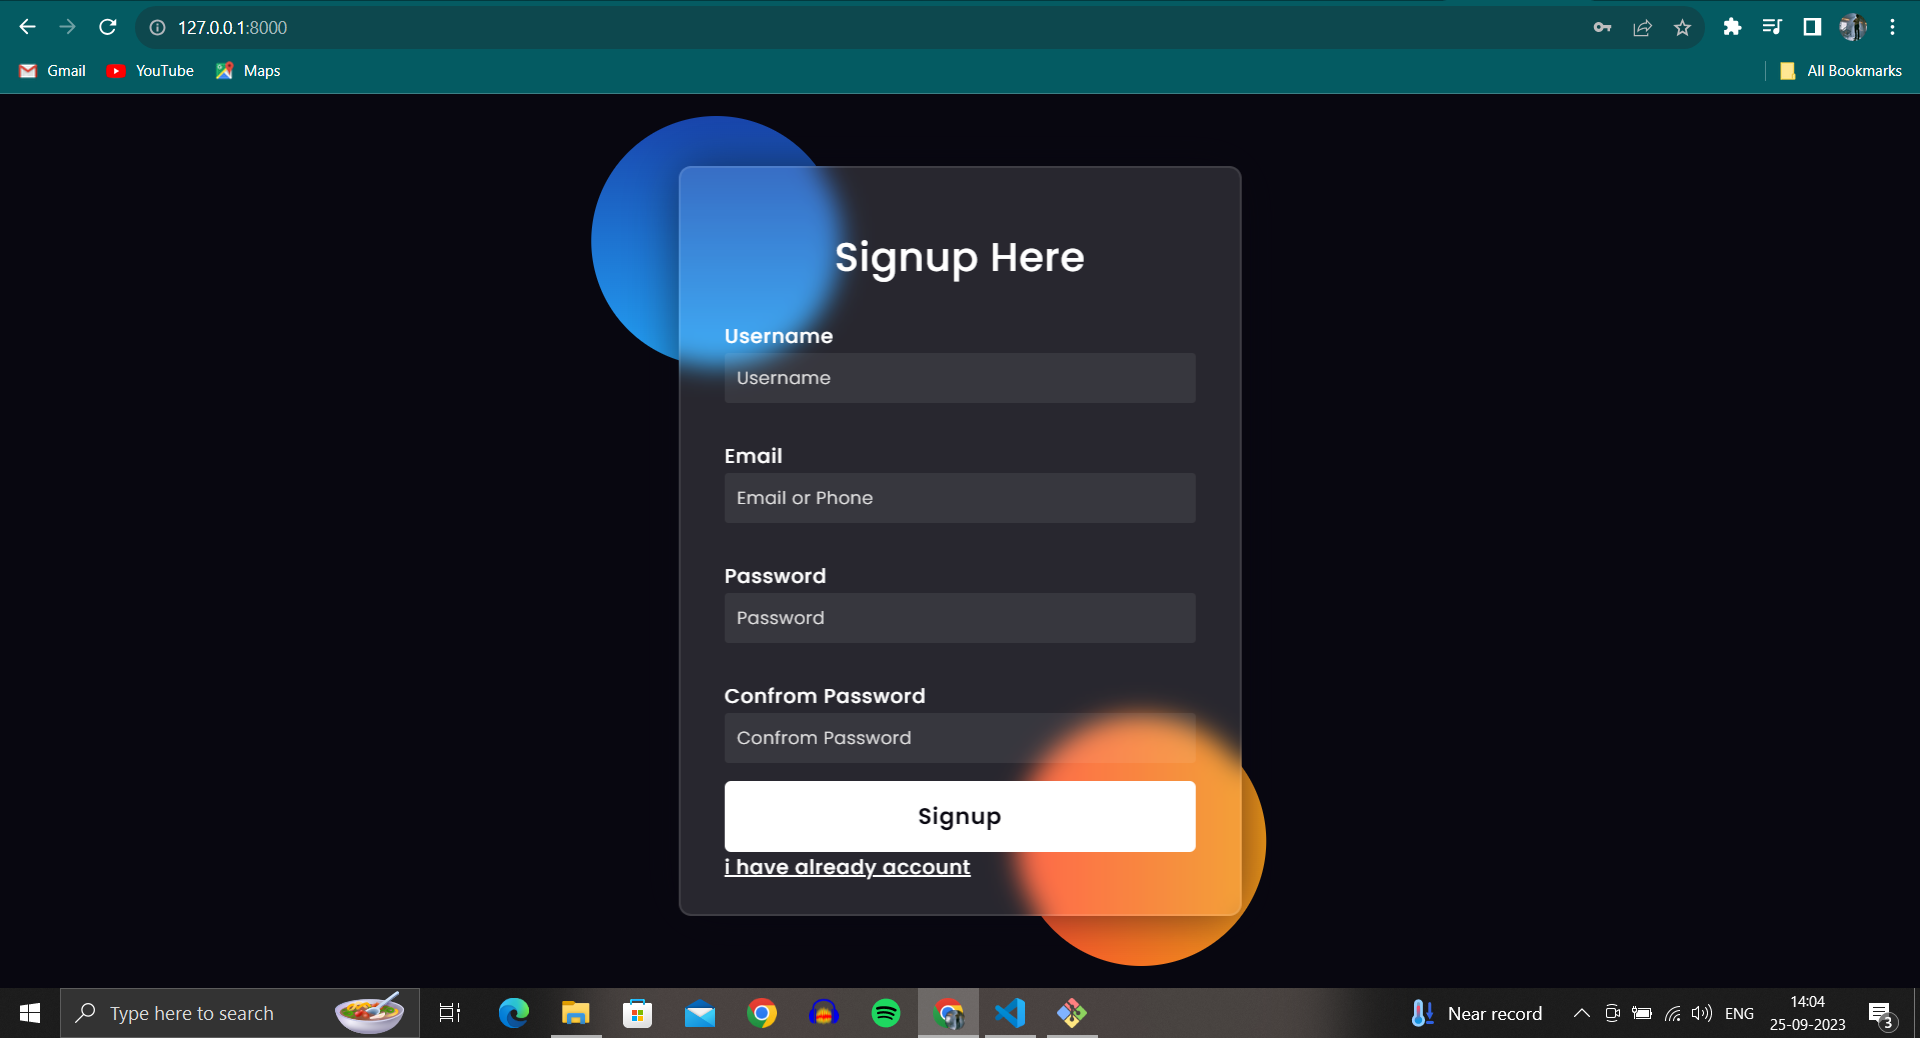 127.0.0.1:8000
Gmail YouTube Maps All Bookmarks
Signup Here
Username
Username
Email
Email or Phone
Password
Password
Confrom Password
Confrom Password
Signup
i have already account
Type here to search
Near record
ENG
14:04
25-09-2023
3